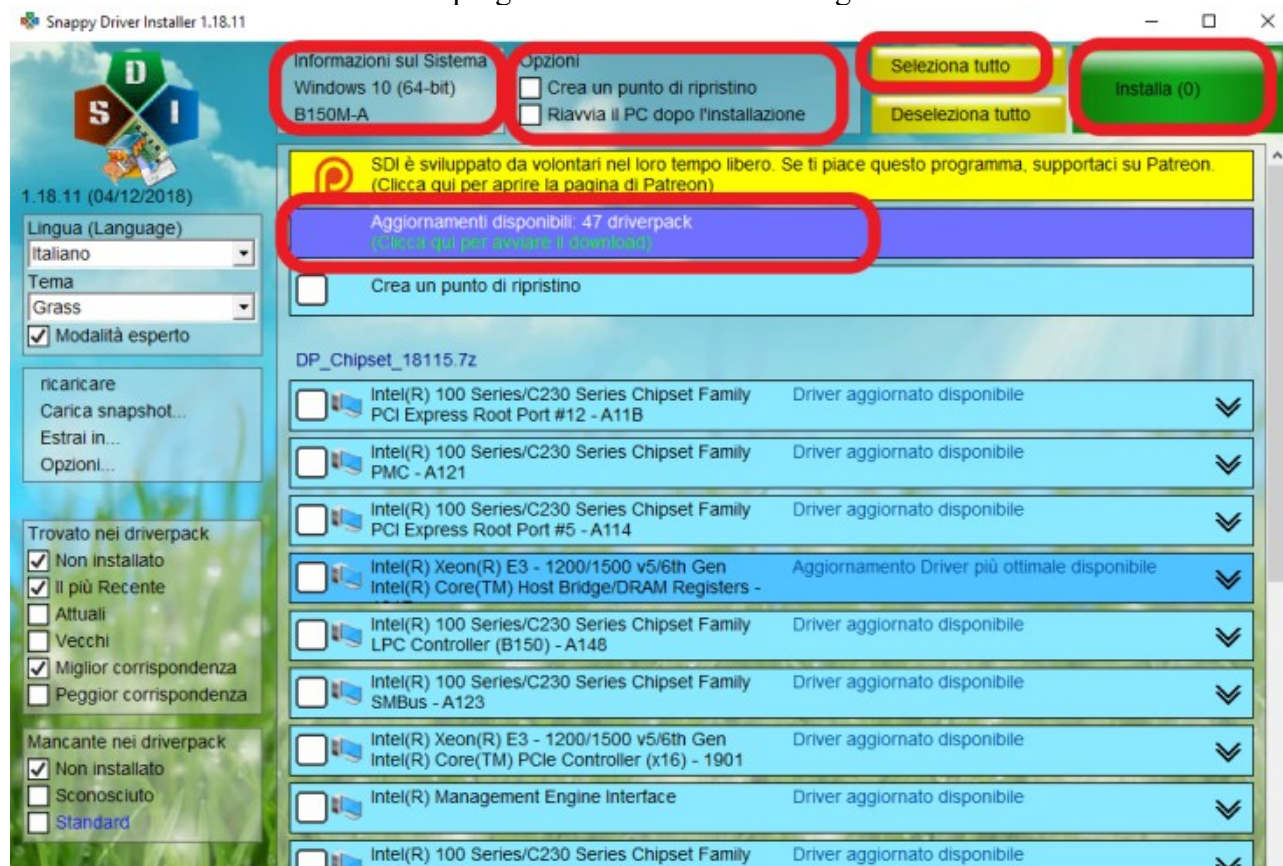 Snappy Driver Installer 1.18.11
D
S I
1.18.11 (04/12/2018)
Lingua (Language)
Italiano
Tema
Grass
Modalità esperto
ricaricare
Carica snapshot...
Estrai in...
Opzioni...
Trovato nei driverpack
Non installato
Il più Recente
Attuali
Vecchi
Miglior corrispondenza
Peggior corrispondenza
Mancante nei driverpack
Non installato
Sconosciuto
Standard
Informazioni sul Sistema
Windows 10 (64-bit)
B150M-A
Opzioni
Crea un punto di ripristino
Riavvia il PC dopo l'installazione
Seleziona tutto
Deseleziona tutto
Installa (0)
SDI è sviluppato da volontari nel loro tempo libero. Se ti piace questo programma, supportaci su Patreon.
(Clicca qui per aprire la pagina di Patreon)
Aggiornamenti disponibili: 47 driverpack
(Clicca qui per avviare il download)
Crea un punto di ripristino
DP_Chipset_18115.7z
Intel(R) 100 Series/C230 Series Chipset Family Driver aggiornato disponibile
PCI Express Root Port #12 - A11B
Intel(R) 100 Series/C230 Series Chipset Family Driver aggiornato disponibile
PMC - A121
Intel(R) 100 Series/C230 Series Chipset Family Driver aggiornato disponibile
PCI Express Root Port #5 - A114
Intel(R) Xeon(R) E3 - 1200/1500 v5/6th Gen Aggiornamento Driver più ottimale disponibile
Intel(R) Core(TM) Host Bridge/DRAM Registers -
Intel(R) 100 Series/C230 Series Chipset Family Driver aggiornato disponibile
LPC Controller (B150) - A148
Intel(R) 100 Series/C230 Series Chipset Family Driver aggiornato disponibile
SMBus - A123
Intel(R) Xeon(R) E3 - 1200/1500 v5/6th Gen Driver aggiornato disponibile
Intel(R) Core(TM) PCIe Controller (x16) - 1901
Intel(R) Management Engine Interface Driver aggiornato disponibile
Intel(R) 100 Series/C230 Series Chipset Family Driver aggiornato disponibile